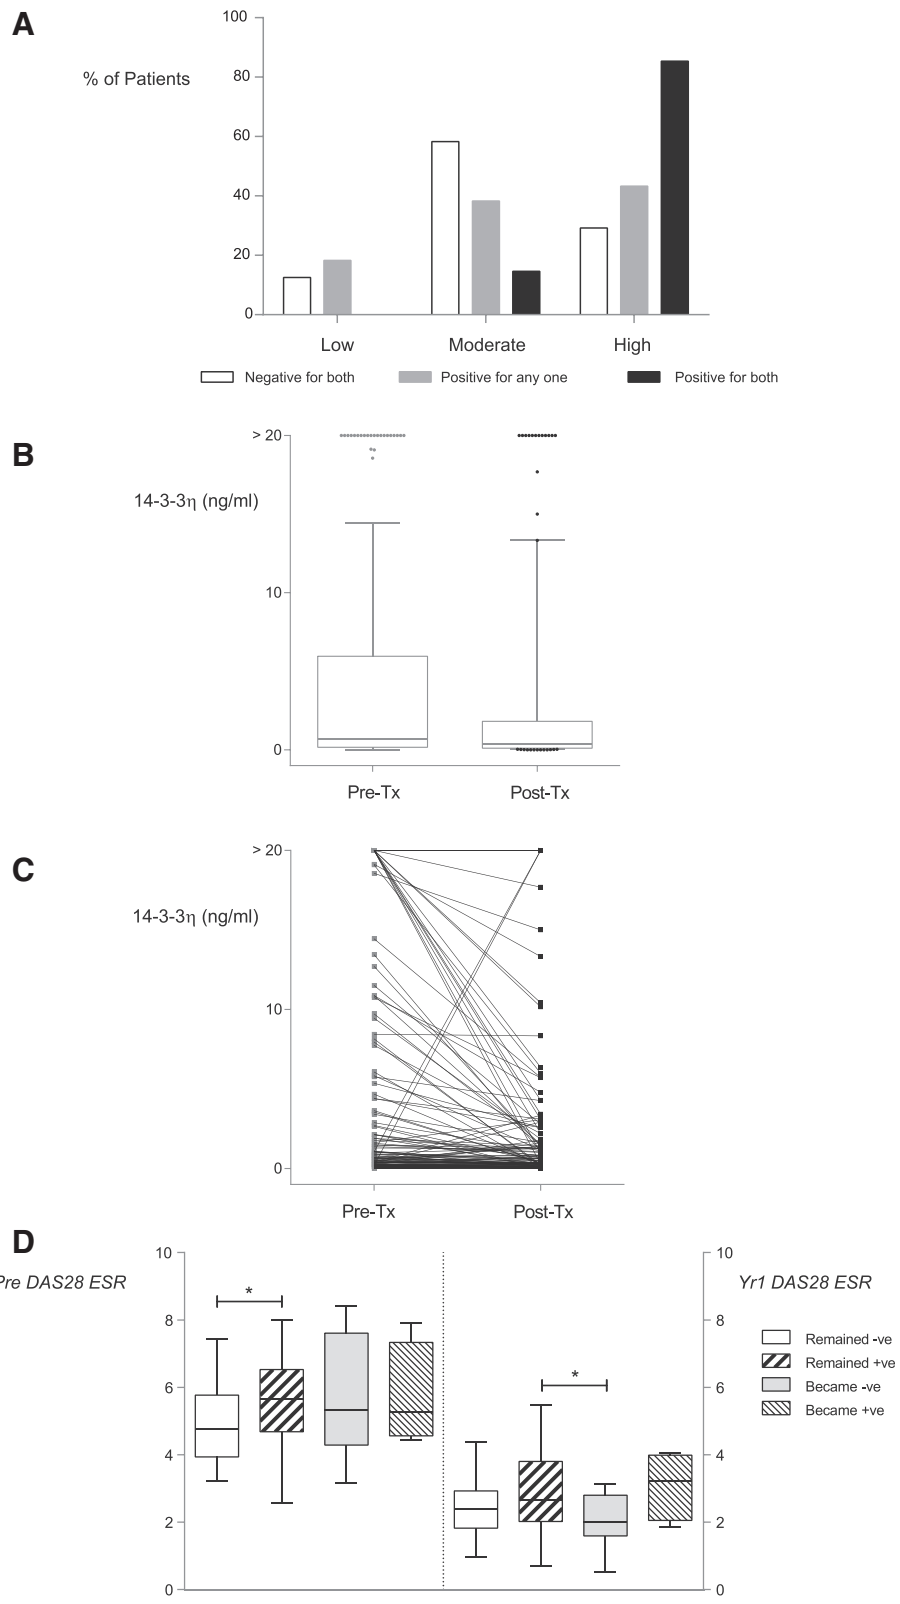 A
% of Patients
100
80
60
40
20
0
Low Moderate High
Negative for both Positive for any one Positive for both
B
14-3-3η (ng/ml)
> 20
10
0
Pre-Tx Post-Tx
C
14-3-3η (ng/ml)
> 20
10
0
Pre-Tx Post-Tx
D
Pre DAS28 ESR
10
8
6
4
2
0
*
*
10
8
6
4
2
0
Yr1 DAS28 ESR
Remained -ve
Remained +ve
Became -ve
Became +ve